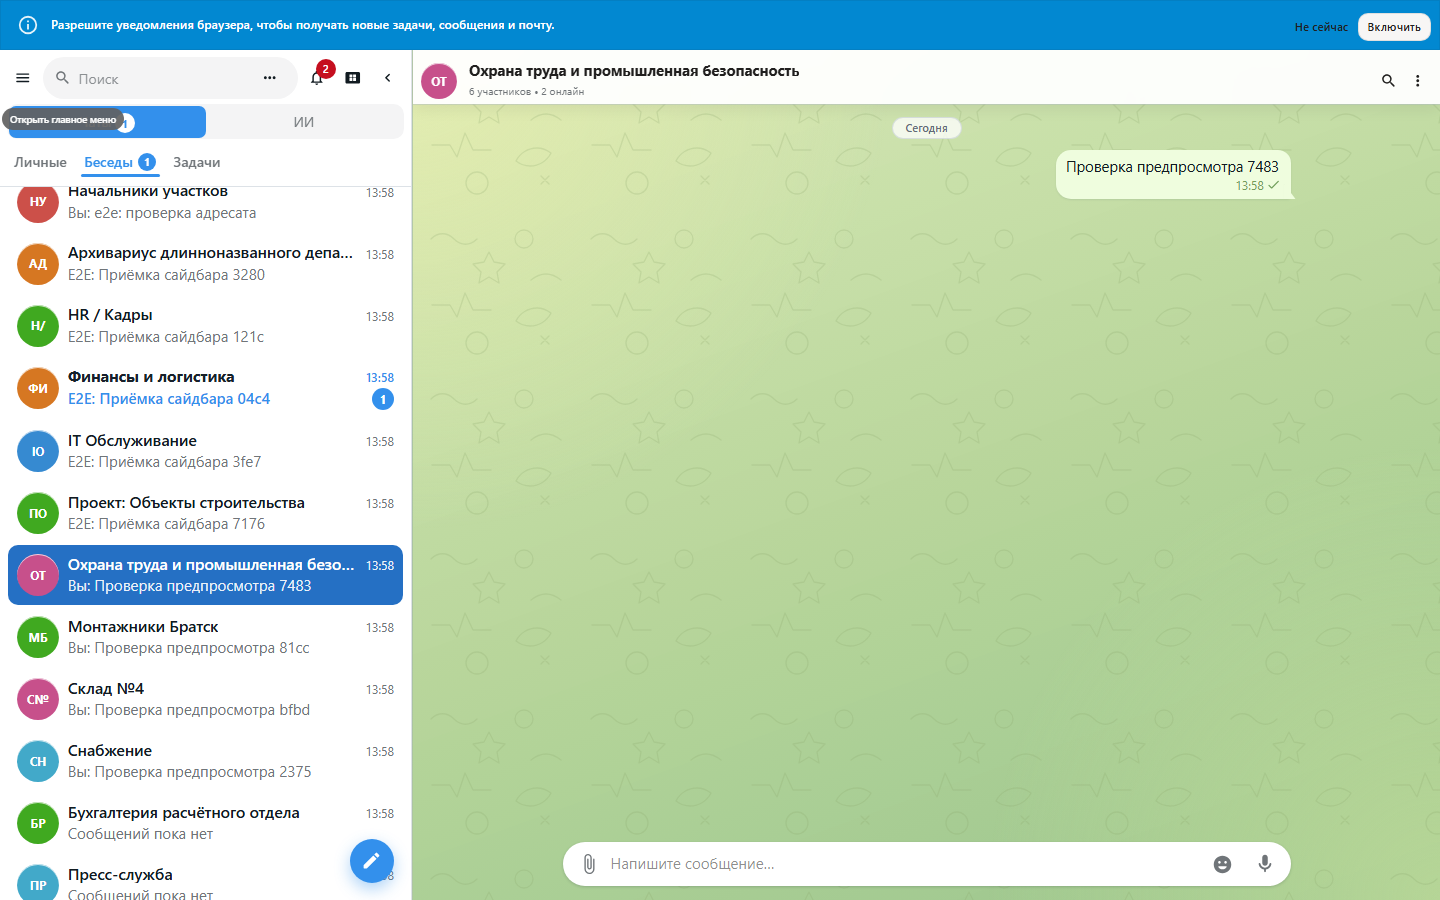 Разрешите уведомления браузера, чтобы получать новые задачи, сообщения и почту.
Не сейчас
Включить
Поиск
2
Открыть главное меню
ИИ
Личные
Беседы 1
Задачи
Начальники участков
13:58
Вы: e2e: проверка адресата
АД
Архивариус длинноназванного депа...
13:58
E2E: Приёмка сайдбара 3280
Н/
HR / Кадры
13:58
E2E: Приёмка сайдбара 121c
ФИ
Финансы и логистика
13:58
E2E: Приёмка сайдбара 04c4
1
IO
IT Обслуживание
13:58
E2E: Приёмка сайдбара 3fe7
ПО
Проект: Объекты строительства
13:58
E2E: Приёмка сайдбара 7176
ОТ
Охрана труда и промышленная безо...
13:58
Вы: Проверка предпросмотра 7483
МБ
Монтажники Братск
13:58
Вы: Проверка предпросмотра 81cc
С№
Склад №4
13:58
Вы: Проверка предпросмотра bfbd
СН
Снабжение
13:58
Вы: Проверка предпросмотра 2375
БР
Бухгалтерия расчётного отдела
13:58
Сообщений пока нет
ПР
Пресс-служба
Сообщений пока нет
НУ
ОТ
Охрана труда и промышленная безопасность
6 участников • 2 онлайн
Сегодня
Проверка предпросмотра 7483
13:58
Напишите сообщение...